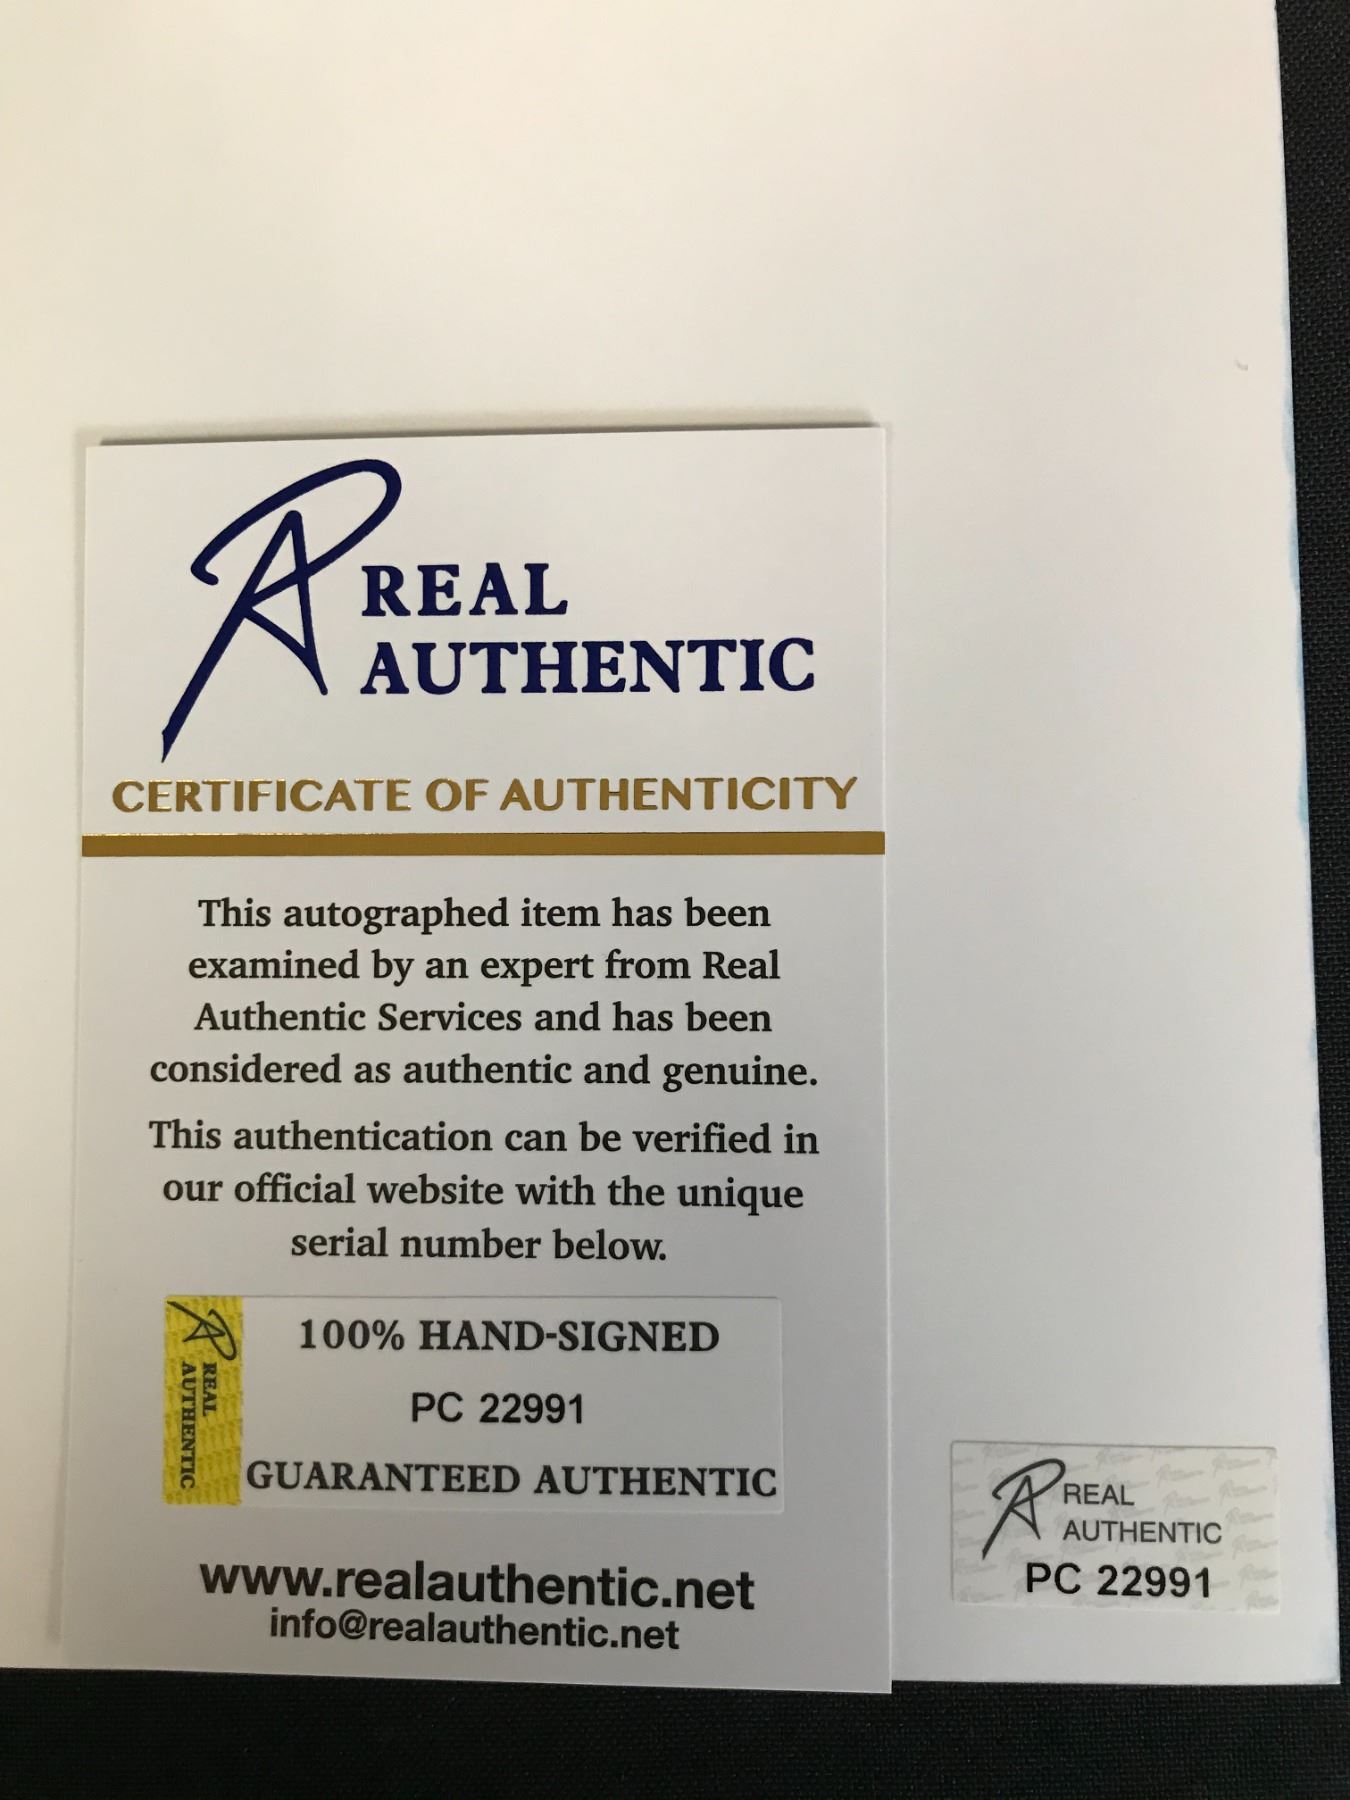 REAL
AUTHENTIC
CERTIFICATE OF AUTHENTICITY
This autographed item has been
examined by an expert from Real
Authentic Services and has been
considered as authentic and genuine.
This authentication can be verified in
our official website with the unique
serial number below.
REAL
AUTHENTIC
100% HAND-SIGNED
PC 22991
GUARANTEED AUTHENTIC
www.realauthentic.net
info@realauthentic.net
REAL
AUTHENTIC
PC 22991